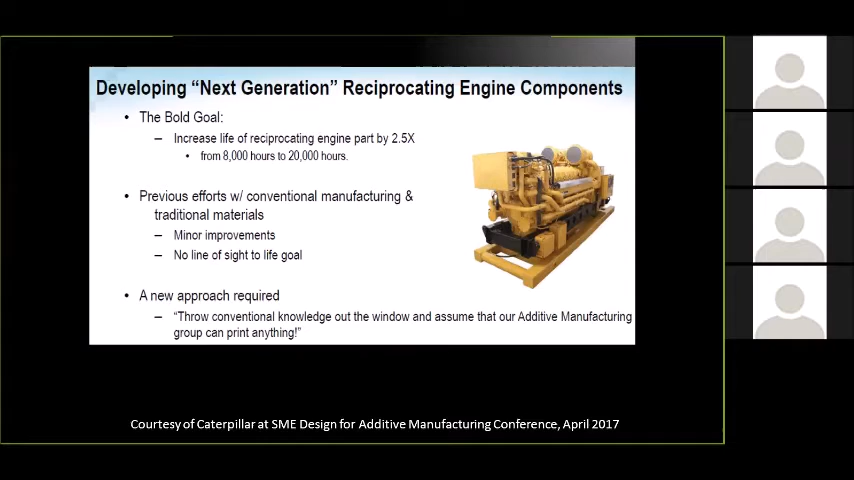 Developing “Next Generation” Reciprocating Engine Components
• The Bold Goal:
– Increase life of reciprocating engine part by 2.5X
• from 8,000 hours to 20,000 hours.
• Previous efforts w/ conventional manufacturing &
traditional materials
– Minor improvements
– No line of sight to life goal
• A new approach required
– “Throw conventional knowledge out the window and assume that our Additive Manufacturing
group can print anything!”
Courtesy of Caterpillar at SME Design for Additive Manufacturing Conference, April 2017